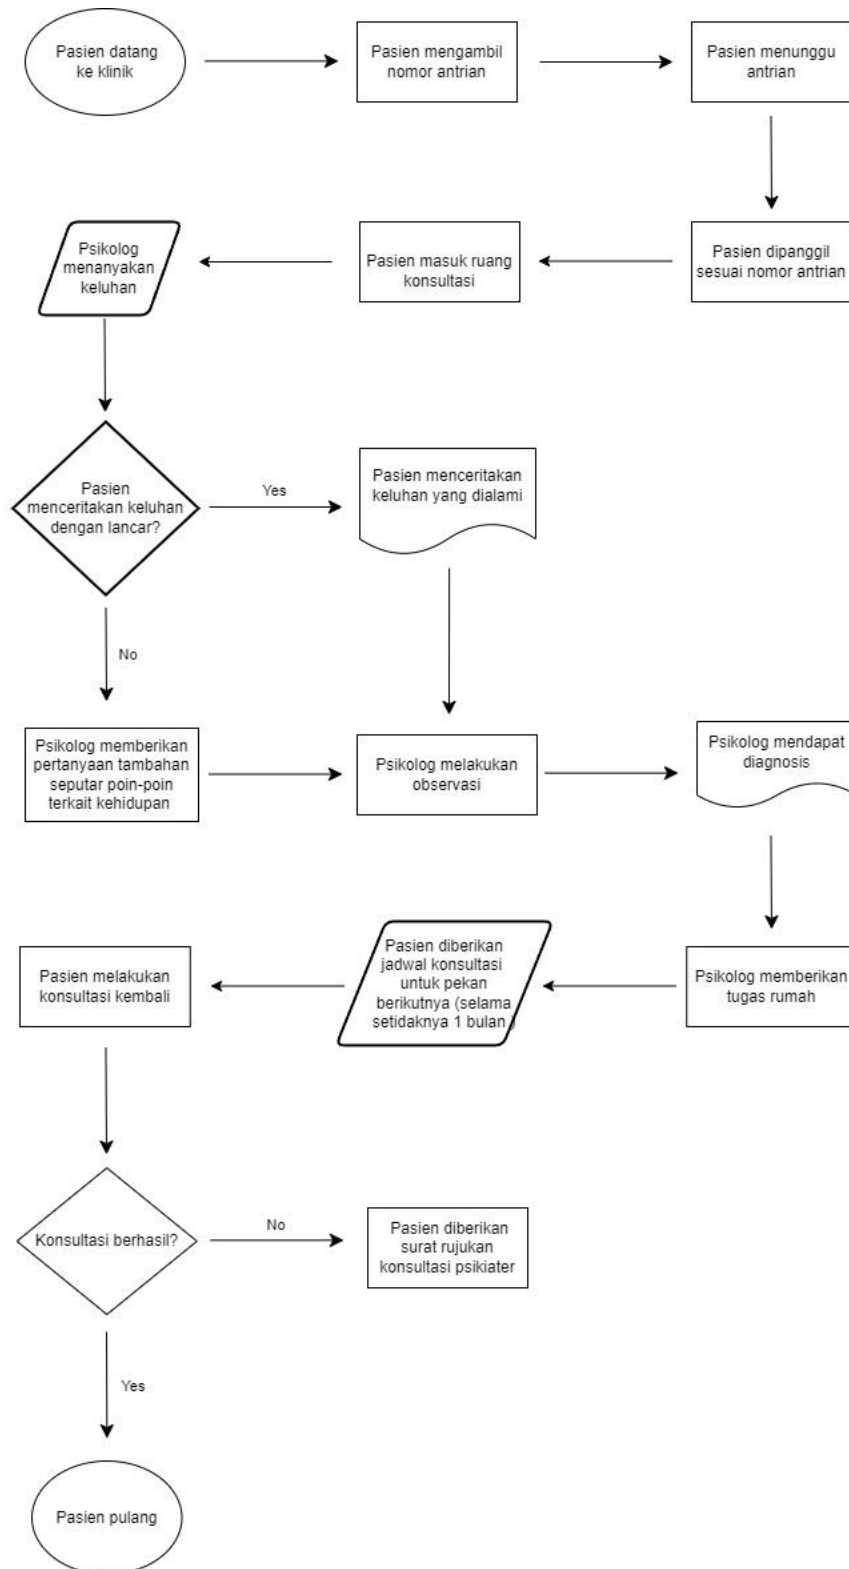 Pasien datang
ke klinik
Pasien mengambil
nomor antrian
Pasien menunggu
antrian
Pasien dipanggil
sesuai nomor antrian
Pasien masuk ruang
konsultasi
Psikolog
menanyakan
keluhan
Pasien
menceritakan keluhan
dengan lancar?
Yes
Pasien menceritakan
keluhan yang dialami
No
Psikolog memberikan
pertanyaan tambahan
seputar poin-poin
terkait kehidupan
Psikolog melakukan
observasi
Psikolog mendapat
diagnosis
Psikolog memberikan
tugas rumah
Pasien diberikan
jadwal konsultasi
untuk pekan
berikutnya (selama
setidaknya 1 bulan )
Pasien melakukan
konsultasi kembali
Konsultasi berhasil?
No
Pasien diberikan
surat rujukan
konsultasi psikiater
Yes
Pasien pulang